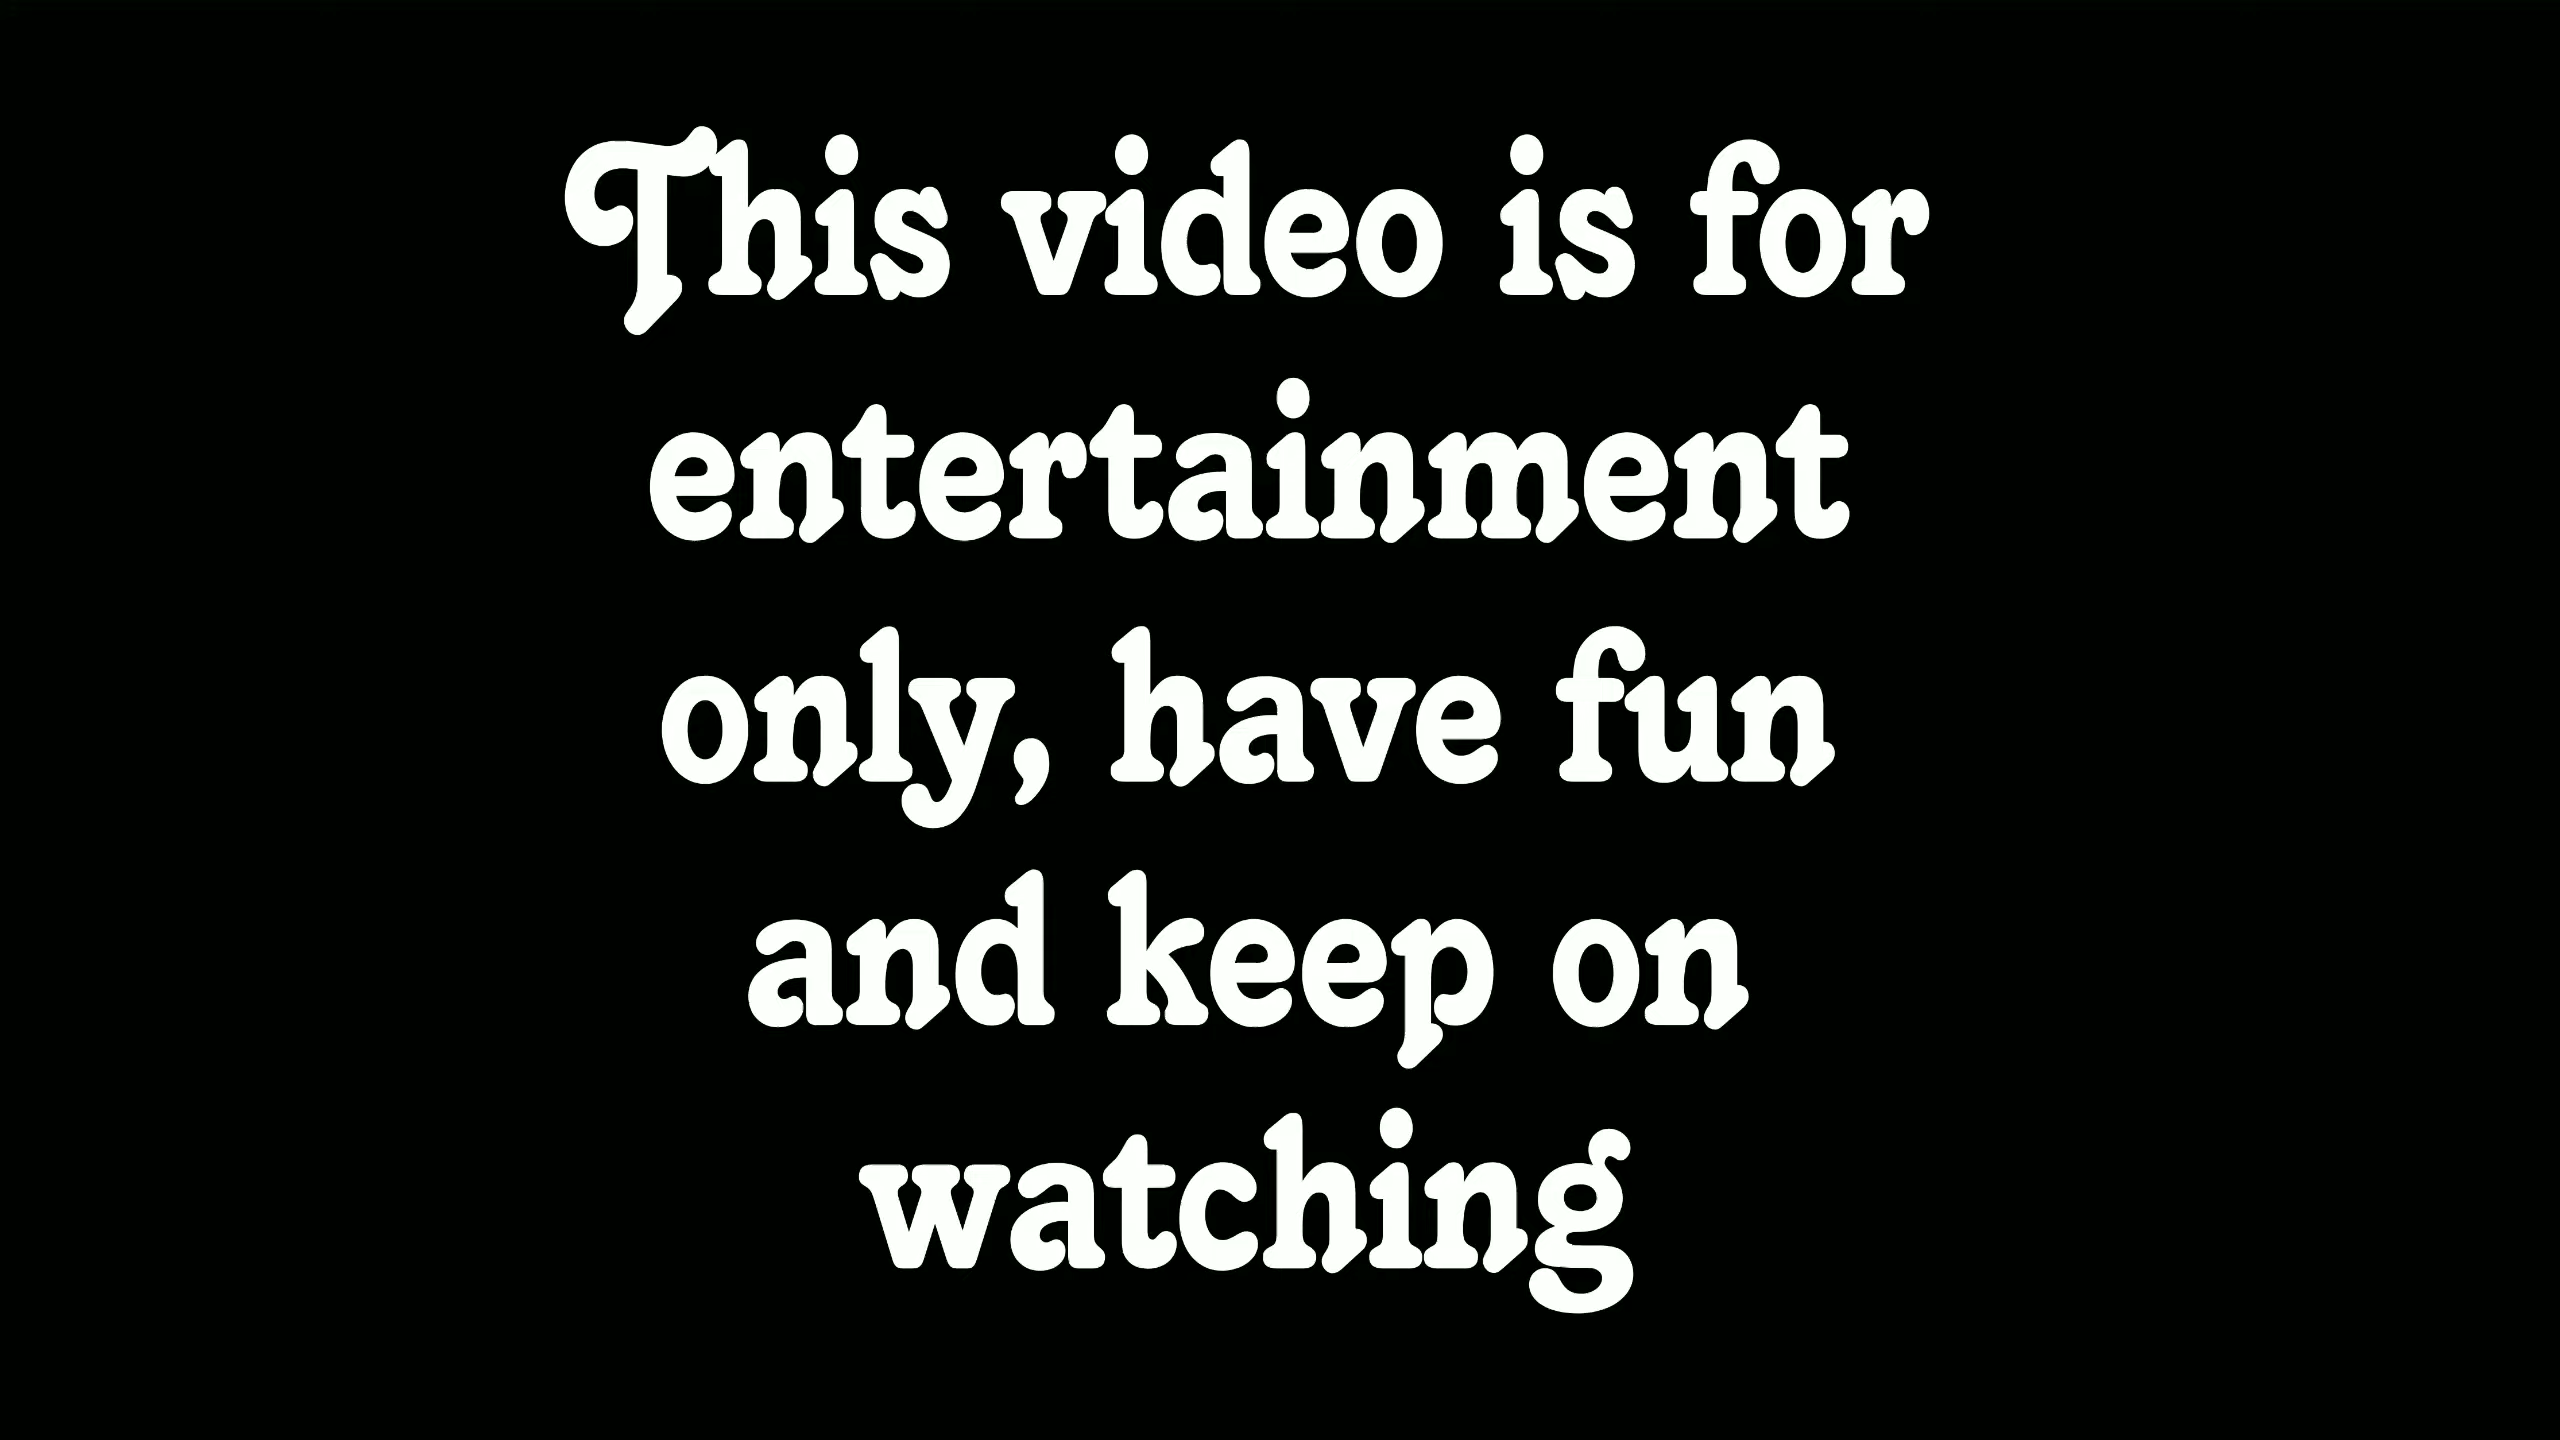 This video is for
entertainment
only, have fun
and keep on
watching